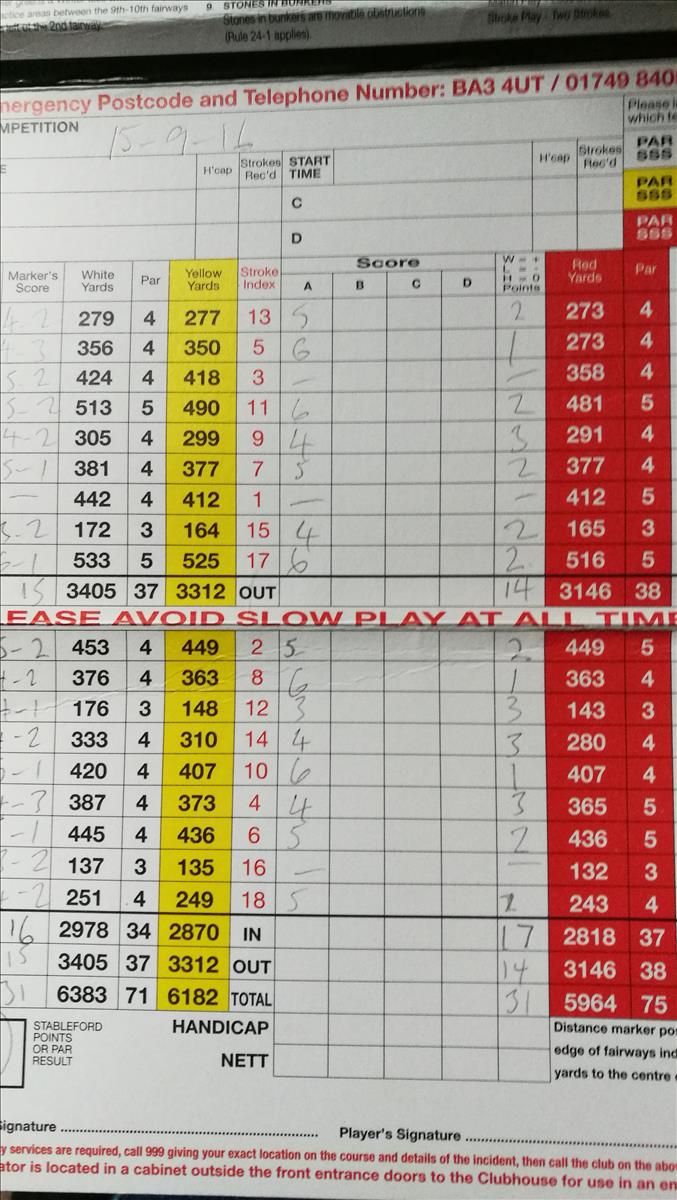 9. STONES IN BUNKERS
ctice areas between the 9th-10th fairways
Stones in bunkers are movable obstructions
Stroke Play - Two Strokes.
left of the 2nd fairway.
(Rule 24-1 applies).
mergency Postcode and Telephone Number: BA3 4UT / 01749 840
MPETITION 15-9-16
Please i
which te
E H'cap Strokes Rec'd START TIME H'cap Strokes Rec'd PAR SSS
C PAR SSS
D PAR SSS
Marker's Score White Yards Par Yellow Yards Stroke Index Score A B C D W = + L = - H = 0 Points Red Yards Par
4-2 279 4 277 13 5 2 273 4
4-3 356 4 350 5 6 1 273 4
5-2 424 4 418 3 — — 358 4
5-2 513 5 490 11 6 2 481 5
4-2 305 4 299 9 4 3 291 4
5-1 381 4 377 7 5 2 377 4
— 442 4 412 1 — - 412 5
3-2 172 3 164 15 4 2 165 3
6-1 533 5 525 17 6 2 516 5
15 3405 37 3312 OUT 14 3146 38
EASE AVOID SLOW PLAY AT ALL TIME
5-2 453 4 449 2 5 2 449 5
-2 376 4 363 8 6 1 363 4
-1 176 3 148 12 3 3 143 3
-2 333 4 310 14 4 3 280 4
-1 420 4 407 10 6 1 407 4
-3 387 4 373 4 4 3 365 5
-1 445 4 436 6 5 2 436 5
-2 137 3 135 16 — — 132 3
-2 251 4 249 18 5 243 4
16 2978 34 2870 IN 17 2818 37
15 3405 37 3312 OUT 14 3146 38
31 6383 71 6182 TOTAL 31 5964 75
STABLEFORD POINTS OR PAR RESULT
HANDICAP
NETT
Distance marker pos
edge of fairways ind
yards to the centre
Signature
Player's Signature
y services are required, call 999 giving your exact location on the course and details of the incident, then call the club on the abo
ator is located in a cabinet outside the front entrance doors to the Clubhouse for use in an em